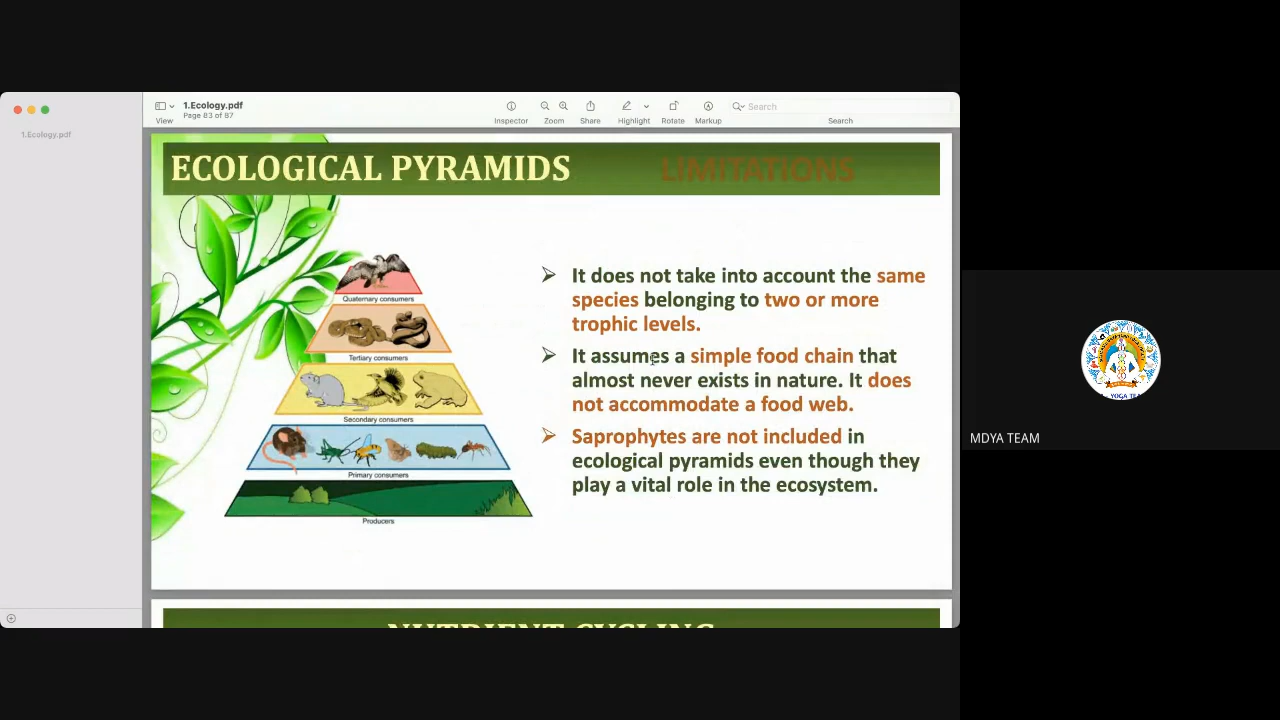 1.Ecology.pdf
Page 83 of 87
Search
View
Inspector
Zoom
Share
Highlight
Rotate
Markup
Search
1.Ecology.pdf
ECOLOGICAL PYRAMIDS LIMITATIONS
It does not take into account the same
species belonging to two or more
trophic levels.
It assumes a simple food chain that
almost never exists in nature. It does
not accommodate a food web.
Saprophytes are not included in
ecological pyramids even though they
play a vital role in the ecosystem.
Quaternary consumers
Tertiary consumers
Secondary consumers
Primary consumers
Producers
NUTRIENT CYCLING
MDYA TEAM